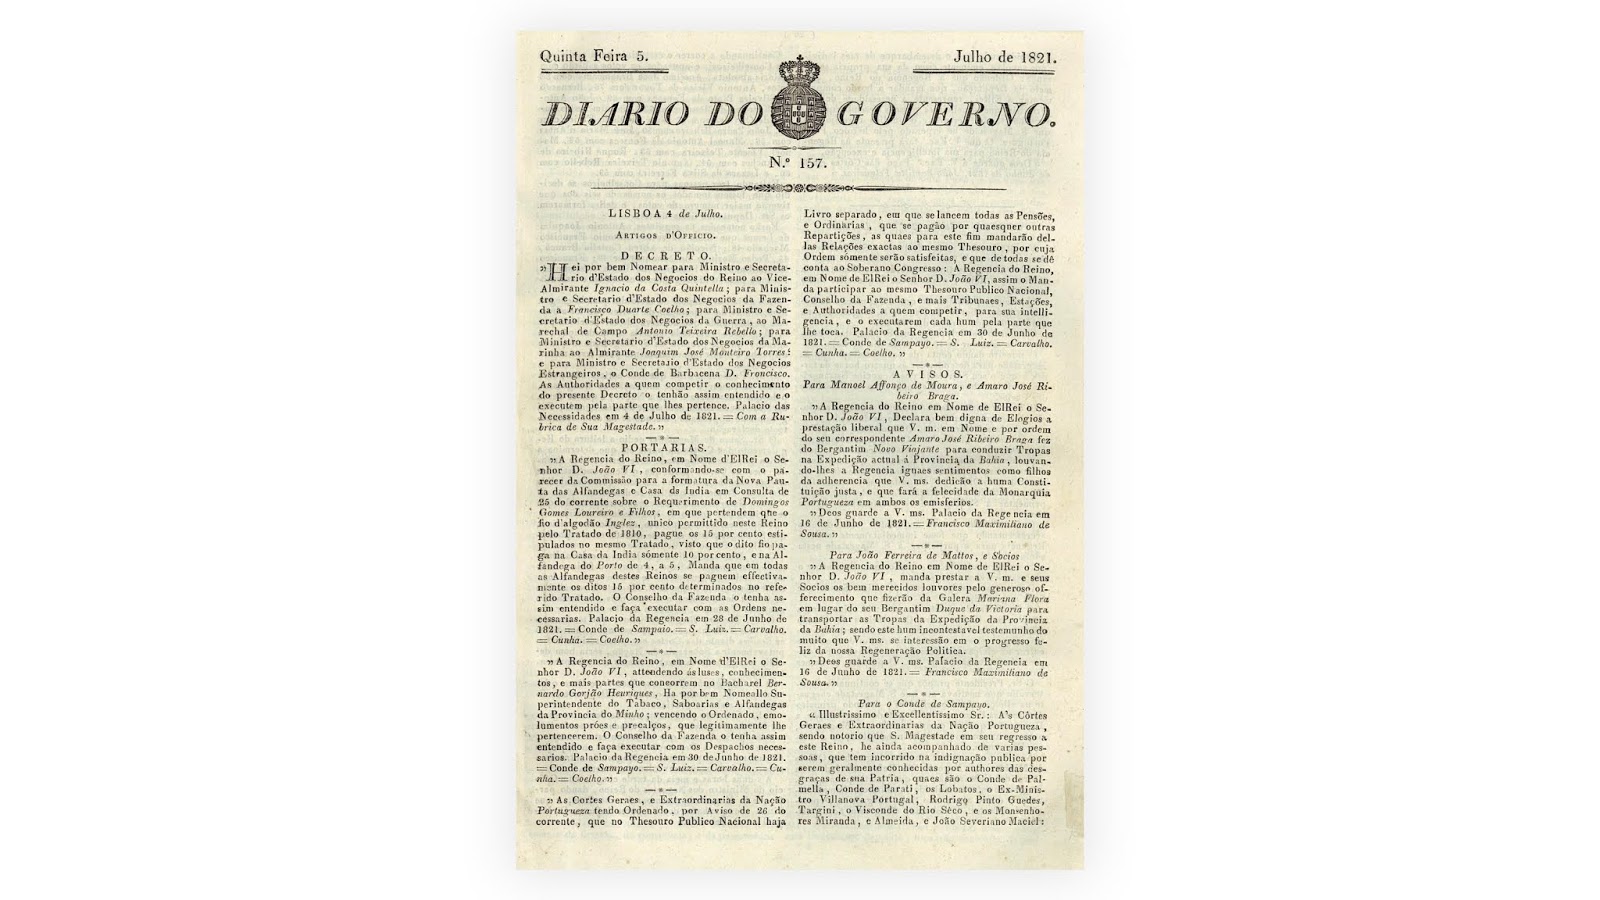 Quinta Feira 5.
Julho de 1821.
DIARIO DO GOVERNO.
N.º 157.
LISBOA 4 de Julho.
ARTIGOS D'OFFICIO.
DECRETO.
„Hei por bem Nomear para Ministro e Secreta-
rio d'Estado dos Negocios do Reino ao Vice-
Almirante Ignacio da Costa Quintella; para Minis-
tro e Secretario d'Estado dos Negocios da Fazen-
da a Francisco Duarte Coelho; para Ministro e Se-
cretario d'Estado dos Negocios da Guerra, ao Ma-
rechal de Campo Antonio Teixeira Rebello; para
Ministro e Secretario d'Estado dos Negocios da Ma-
rinha ao Almirante Joaquim José Monteiro Torres:
e para Ministro e Secretario d'Estado dos Negocios
Estrangeiros, o Conde de Barbacena D. Francisco.
As Authoridades a quem competir o conhecimento
do presente Decreto o tenhão assim entendido e o
executem pela parte que lhes pertence. Palacio das
Necessidades em 4 de Julho de 1821. = Com a Ru-
brica de Sua Magestade. „
PORTARIAS.
„A Regencia do Reino, em Nome d'ElRei o Se-
nhor D. João VI, conformando-se com o pa-
recer da Commissão para a formatura da Nova Pau-
ta das Alfandegas e Casa da India em Consulta de
25 do corrente sobre o Requerimento de Domingos
Gomes Loureiro e Filhos, em que pertendem que o
fio d'algodão Inglez, unico permittido neste Reino
pelo Tratado de 1810, pague os 15 por cento esti-
pulados no mesmo Tratado, visto que o dito fio pa-
ga na Casa da India sómente 10 por cento, e na Al-
fandega do Porto de 4, a 5, Manda que em todas
as Alfandegas destes Reinos se paguem effectiva-
mente os ditos 15 por cento determinados no refe-
rido Tratado. O Conselho da Fazenda o tenha as-
sim entendido e faça executar com as Ordens ne-
cessarias. Palacio da Regencia em 28 de Junho de
1821. = Conde de Sampaio. = S. Luiz. = Carvalho.
= Cunha. = Coelho. „
„A Regencia do Reino, em Nome d'ElRei o Se-
nhor D. João VI, attendendo ás luses, conhecimen-
tos, e mais partes que concorrem no Bacharel Ber-
nardo Gorjão Henriques, Ha por bem Nomeallo Su-
perintendente do Tabaco, Saboarias e Alfandegas
da Provincia do Minho; vencendo o Ordenado, emo-
lumentos próes e precalços, que legitimamente lhe
pertencerem. O Conselho da Fazenda o tenha assim
entendido e faça executar com os Despachos neces-
sarios. Palacio da Regencia em 30 de Junho de 1821.
= Conde de Sampayo. = S. Luiz. = Carvalho. = Cu-
nha. = Coelho. „
„As Cortes Geraes, e Extraordinarias da Nação
Portugueza tendo Ordenado, por Aviso de 26 do
corrente, que no Thesouro Publico Nacional haja
Livro separado, em que se lancem todas as Pensões,
e Ordinarias, que se pagão por quaesquer outras
Repartições, as quaes para este fim mandarão del-
las Relações exactas ao mesmo Thesouro, por cuja
Ordem sómente serão satisfeitas, e que de todas se dê
conta ao Soberano Congresso: A Regencia do Reino,
em Nome d'ElRei o Senhor D. João VI, assim o Man-
da participar ao mesmo Thesouro Publico Nacional,
Conselho da Fazenda, e mais Tribunaes, Estações,
e Authoridades a quem competir, para sua intelli-
gencia, e o executarem cada hum pela parte que
lhe toca. Palacio da Regencia em 30 de Junho de
1821. = Conde de Sampayo. = S. Luiz. = Carvalho.
= Cunha. = Coelho. „
AVISOS.
Para Manoel Affonço de Moura, e Amaro José Ri-
beiro Braga.
„A Regencia do Reino em Nome de ElRei o Se-
nhor D. João VI, Declara bem digna de Elogios a
prestação liberal que V. m. em Nome e por ordem
do seu correspondente Amaro José Ribeiro Braga fez
do Bergantim Novo Viajante para conduzir Tropas
na Expedição actual á Provincia da Bahia, louvan-
do-lhes a Regencia iguaes sentimentos como filhos
da adherencia que V. ms. dedicão a huma Consti-
tuição justa, e que fará a felecidade da Monarquia
Portugueza em ambos os emisferios.
„Deos guarde a V. ms. Palacio da Regencia em
16 de Junho de 1821. = Francisco Maximiliano de
Sousa. „
Para João Ferreira de Mattos, e Socios
„A Regencia do Reino em Nome de ElRei o Se-
nhor D. João VI, manda prestar a V. m. e seus
Socios os bem merecidos louvores pelo generoso of-
ferecimento que fizerão da Galera Marianna Flora
em lugar do seu Bergantim Duque da Victoria para
transportar as Tropas da Expedição da Provincia
da Bahia; sendo este hum incontestavel testemunho do
muito que V. ms. se interessão em o progresso fe-
liz da nossa Regeneração Politica.
„Deos guarde a V. ms. Palacio da Regencia em
16 de Junho de 1821. = Francisco Maximiliano de
Sousa. „
Para o Conde de Sampayo.
„Illustrissimo e Excellentissimo Sr.: A's Côrtes
Geraes e Extraordinarias da Nação Portugueza,
sendo notorio que S. Magestade em seu regresso a
este Reino, he ainda acompanhado de varias pes-
soas, que tem incorrido na indignação publica por
serem geralmente conhecidas por authores das des-
graças de sua Patria, quaes são o Conde de Pal-
mella, Conde de Parati, os Lobatos, o Ex-Minis-
tro Villanova Portugal, Rodrigo Pinto Guedes,
Targini, o Visconde do Rio Sêco, e os Monsenho-
res Miranda, e Almeida, e João Severiano Maciel: